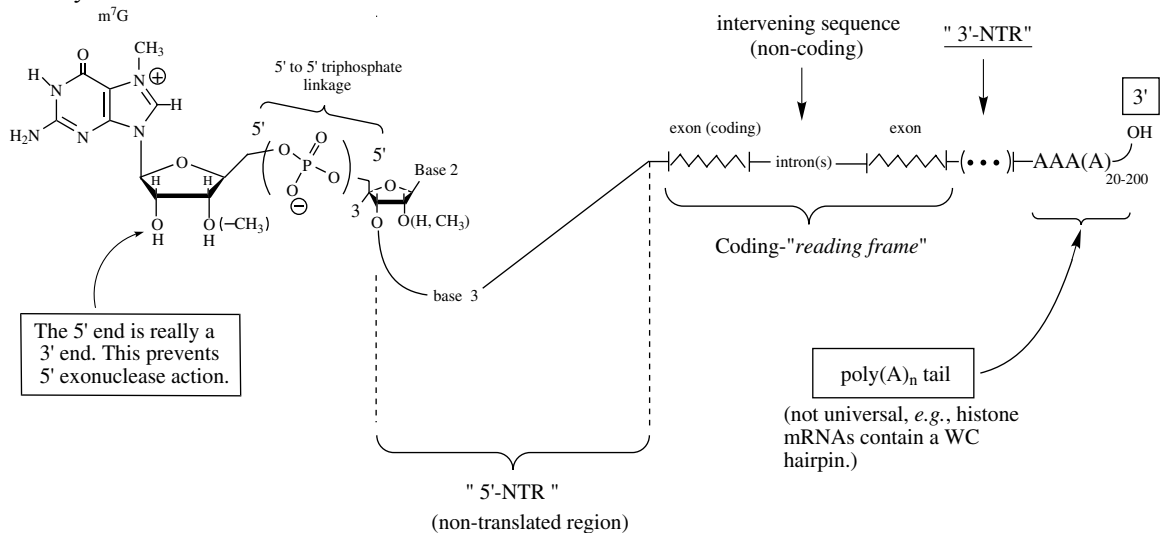 m⁷G
O
CH₃
H
N
N
⊕
H
H₂N
N
N
5' to 5' triphosphate
linkage
5'
5'
O
O
P
O
O
⊖
O
H
H
O
H
O(–CH₃)
H
3
O
Base 2
O(H, CH₃)
O
base 3
The 5' end is really a
3' end. This prevents
5' exonuclease action.
" 5'-NTR "
(non-translated region)
intervening sequence
(non-coding)
" 3'-NTR"
3'
OH
exon (coding)
intron(s)
exon
(•••)
AAA(A)
20-200
Coding-"reading frame"
poly(A)ₙ tail
(not universal, e.g., histone
mRNAs contain a WC
hairpin.)